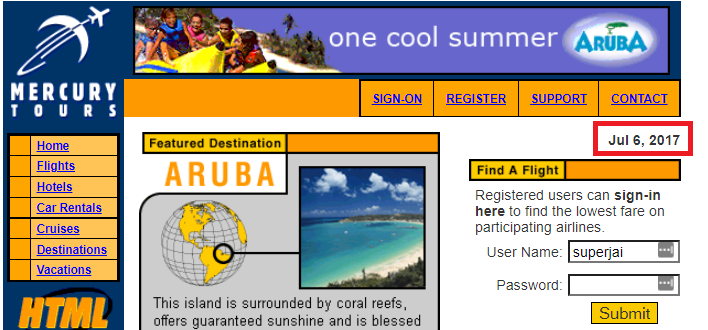 one cool summer ARUBA
MERCURY
TOURS
SIGN-ON REGISTER SUPPORT CONTACT
Home
Flights
Hotels
Car Rentals
Cruises
Destinations
Vacations
HTML
Featured Destination
ARUBA
This island is surrounded by coral reefs,
offers guaranteed sunshine and is blessed
Jul 6, 2017
Find A Flight
Registered users can sign-in
here to find the lowest fare on
participating airlines.
User Name: superjai
Password:
Submit